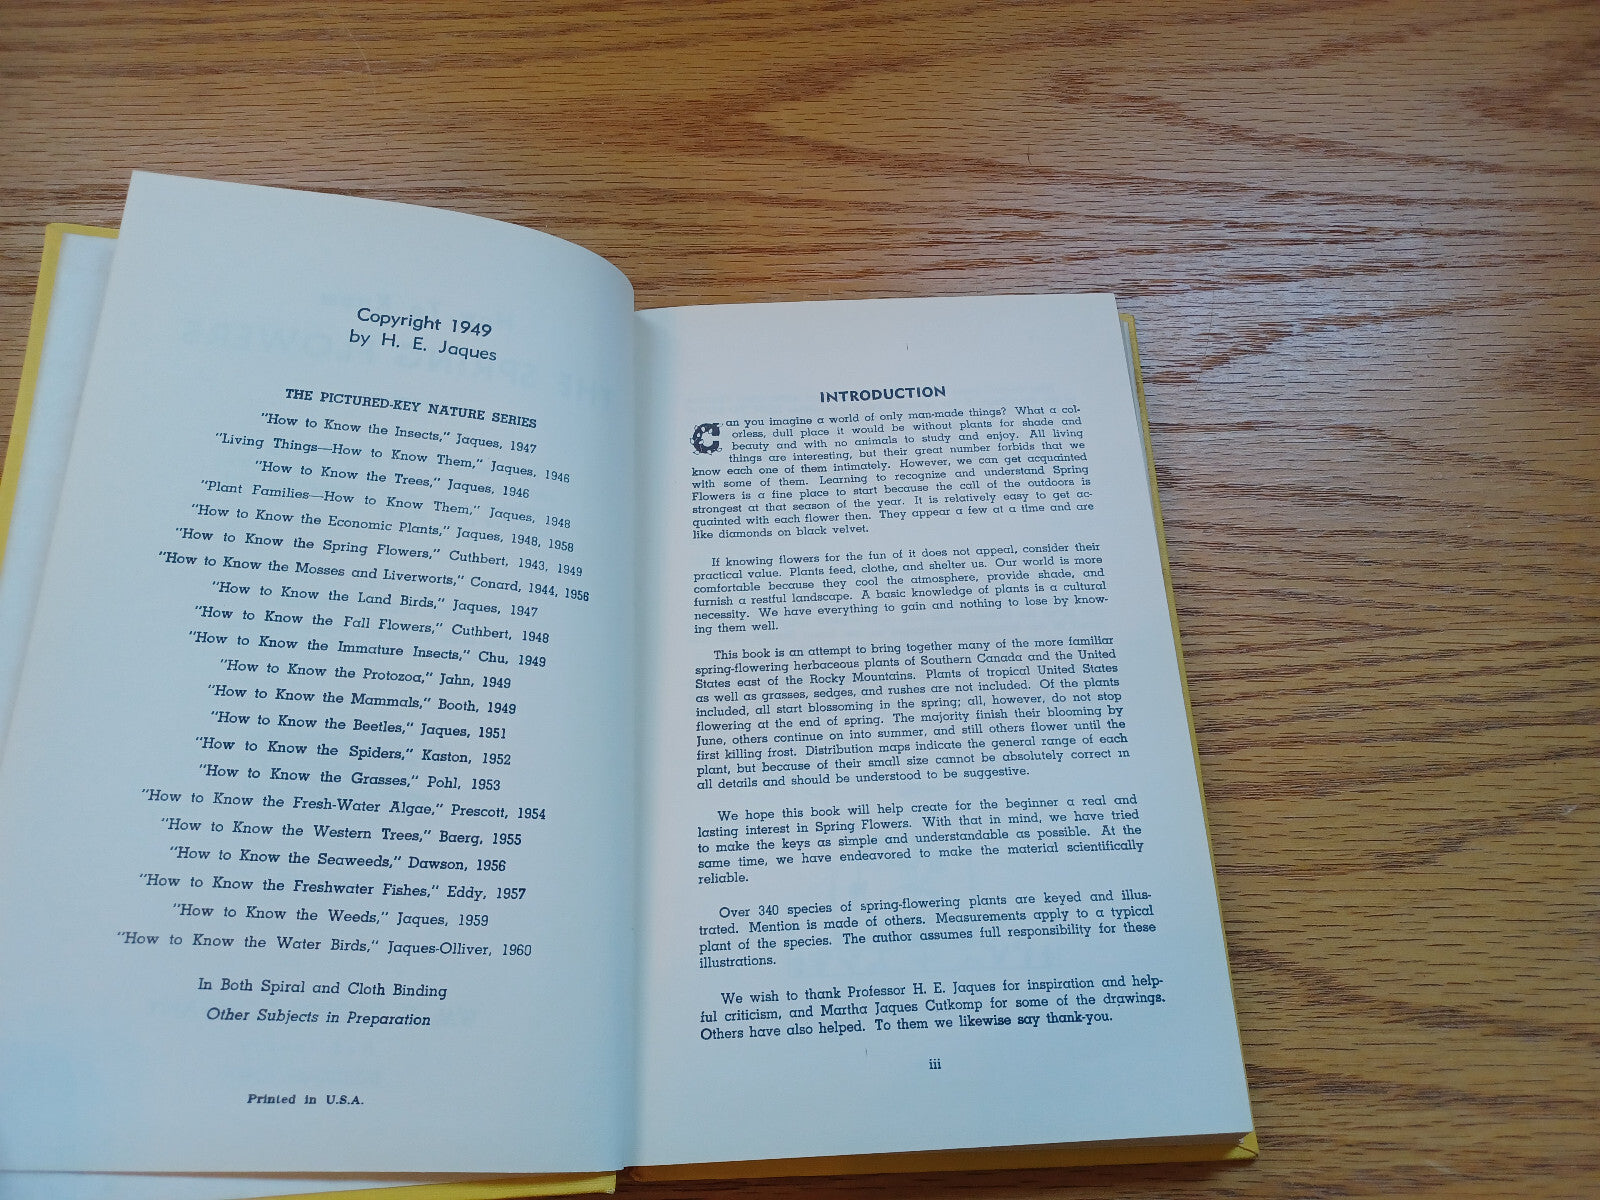 Copyright 1949
by H. E. Jaques
THE PICTURED-KEY NATURE SERIES
"How to Know the Insects," Jaques, 1947
"Living Things—How to Know Them," Jaques, 1946
"How to Know the Trees," Jaques, 1946
"Plant Families—How to Know Them," Jaques, 1948
"How to Know the Economic Plants," Jaques, 1948, 1958
"How to Know the Spring Flowers," Cuthbert, 1943, 1949
"How to Know the Mosses and Liverworts," Conard, 1944, 1956
"How to Know the Land Birds," Jaques, 1947
"How to Know the Fall Flowers," Cuthbert, 1948
"How to Know the Immature Insects," Chu, 1949
"How to Know the Protozoa," Jahn, 1949
"How to Know the Mammals," Booth, 1949
"How to Know the Beetles," Jaques, 1951
"How to Know the Spiders," Kaston, 1952
"How to Know the Grasses," Pohl, 1953
"How to Know the Fresh-Water Algae," Prescott, 1954
"How to Know the Western Trees," Baerg, 1955
"How to Know the Seaweeds," Dawson, 1956
"How to Know the Freshwater Fishes," Eddy, 1957
"How to Know the Weeds," Jaques, 1959
"How to Know the Water Birds," Jaques-Olliver, 1960
In Both Spiral and Cloth Binding
Other Subjects in Preparation
Printed in U.S.A.
INTRODUCTION
Can you imagine a world of only man-made things? What a col-
orless, dull place it would be without plants for shade and
beauty and with no animals to study and enjoy. All living
things are interesting, but their great number forbids that we
know each one of them intimately. However, we can get acquainted
with some of them. Learning to recognize and understand Spring
Flowers is a fine place to start because the call of the outdoors is
strongest at that season of the year. It is relatively easy to get ac-
quainted with each flower then. They appear a few at a time and are
like diamonds on black velvet.
If knowing flowers for the fun of it does not appeal, consider their
practical value. Plants feed, clothe, and shelter us. Our world is more
comfortable because they cool the atmosphere, provide shade, and
furnish a restful landscape. A basic knowledge of plants is a cultural
necessity. We have everything to gain and nothing to lose by know-
ing them well.
This book is an attempt to bring together many of the more familiar
spring-flowering herbaceous plants of Southern Canada and the United
States east of the Rocky Mountains. Plants of tropical United States
as well as grasses, sedges, and rushes are not included. Of the plants
included, all start blossoming in the spring; all, however, do not stop
flowering at the end of spring. The majority finish their blooming by
June, others continue on into summer, and still others flower until the
first killing frost. Distribution maps indicate the general range of each
plant, but because of their small size cannot be absolutely correct in
all details and should be understood to be suggestive.
We hope this book will help create for the beginner a real and
lasting interest in Spring Flowers. With that in mind, we have tried
to make the keys as simple and understandable as possible. At the
same time, we have endeavored to make the material scientifically
reliable.
Over 340 species of spring-flowering plants are keyed and illus-
trated. Mention is made of others. Measurements apply to a typical
plant of the species. The author assumes full responsibility for these
illustrations.
We wish to thank Professor H. E. Jaques for inspiration and help-
ful criticism, and Martha Jaques Cutkomp for some of the drawings.
Others have also helped. To them we likewise say thank-you.
iii